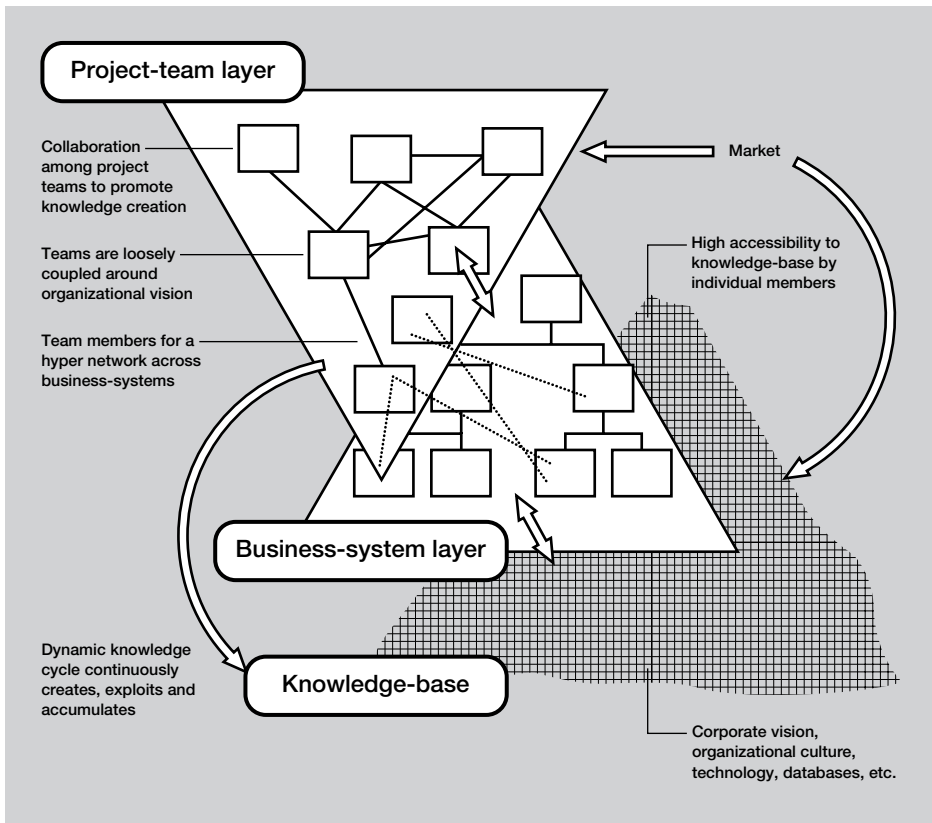 Project-team layer
Collaboration
among project
teams to promote
knowledge creation
Market
Teams are loosely
coupled around
organizational vision
High accessibility to
knowledge-base by
individual members
Team members for a
hyper network across
business-systems
Business-system layer
Dynamic knowledge
cycle continuously
creates, exploits and
accumulates
Knowledge-base
Corporate vision,
organizational culture,
technology, databases, etc.